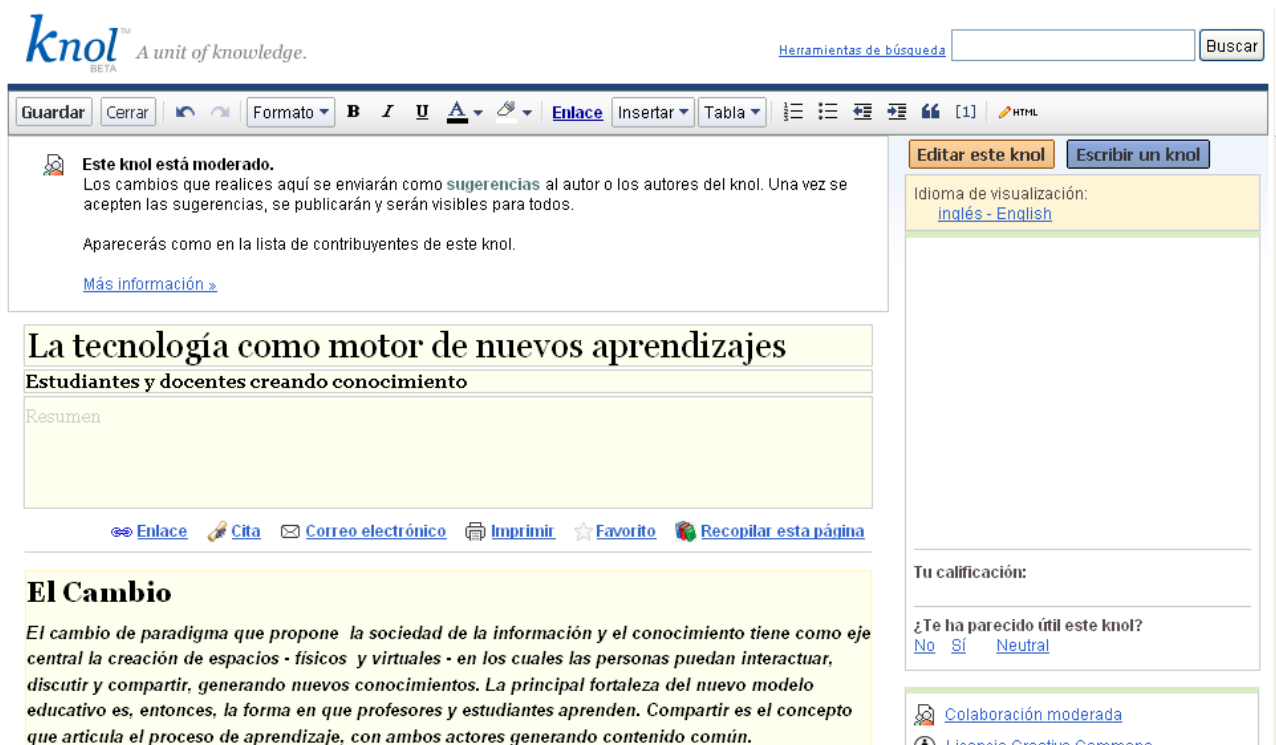 knol™ A unit of knowledge.
BETA
Herramientas de búsqueda
Buscar
Guardar Cerrar Formato B I U A Enlace Insertar Tabla [1] HTML
Este knol está moderado.
Los cambios que realices aquí se enviarán como sugerencias al autor o los autores del knol. Una vez se
acepten las sugerencias, se publicarán y serán visibles para todos.
Aparecerás como en la lista de contribuyentes de este knol.
Más información »
Editar este knol Escribir un knol
Idioma de visualización:
inglés - English
La tecnología como motor de nuevos aprendizajes
Estudiantes y docentes creando conocimiento
Resumen
Enlace Cita Correo electrónico Imprimir Favorito Recopilar esta página
El Cambio
El cambio de paradigma que propone la sociedad de la información y el conocimiento tiene como eje
central la creación de espacios - físicos y virtuales - en los cuales las personas puedan interactuar,
discutir y compartir, generando nuevos conocimientos. La principal fortaleza del nuevo modelo
educativo es, entonces, la forma en que profesores y estudiantes aprenden. Compartir es el concepto
que articula el proceso de aprendizaje, con ambos actores generando contenido común.
Tu calificación:
¿Te ha parecido útil este knol?
No Sí Neutral
Colaboración moderada
Licencia Creative Commons